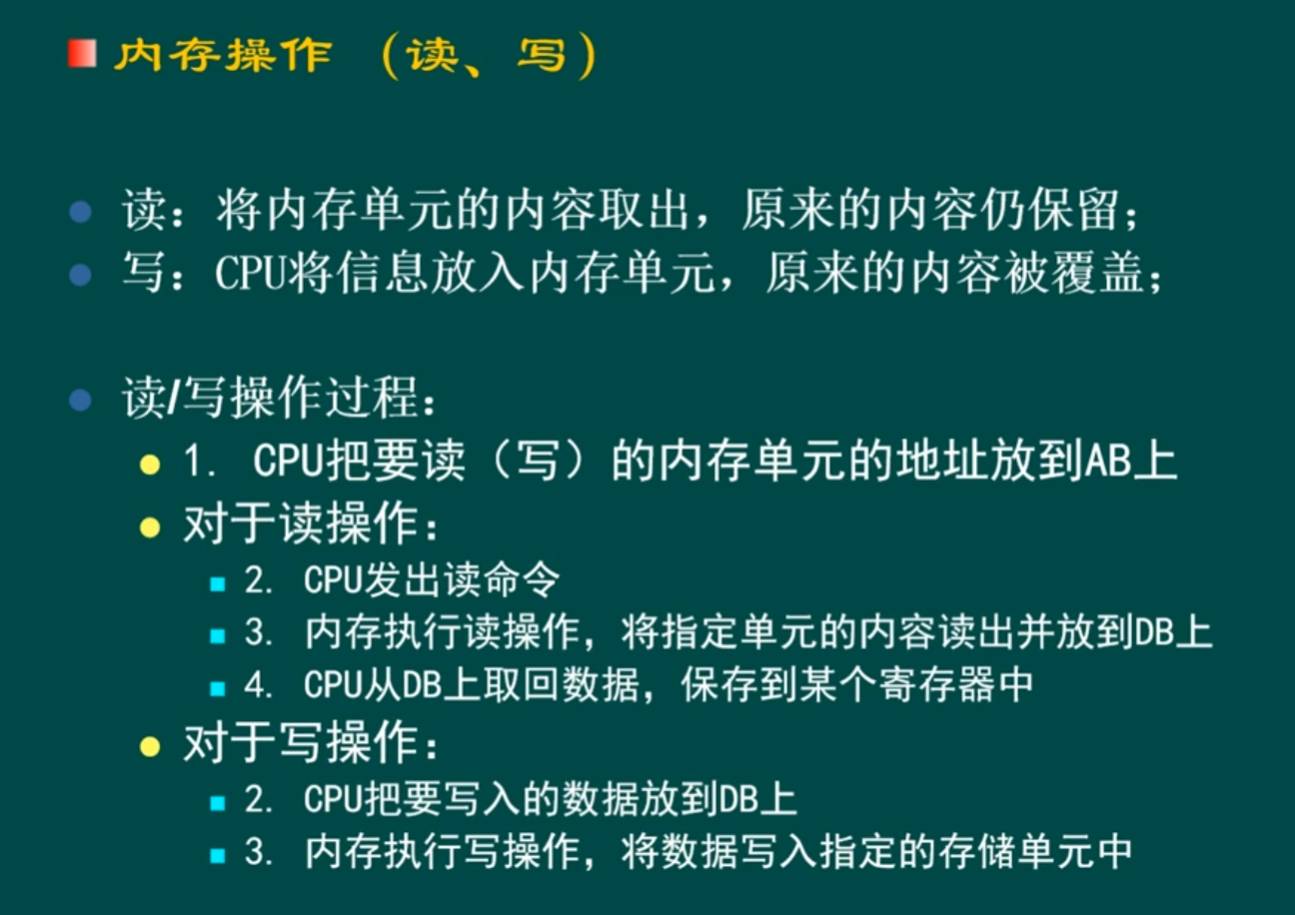 内存操作 （读、写）
读：将内存单元的内容取出，原来的内容仍保留；
写：CPU将信息放入内存单元，原来的内容被覆盖；
读/写操作过程：
1. CPU把要读（写）的内存单元的地址放到AB上
对于读操作：
2. CPU发出读命令
3. 内存执行读操作，将指定单元的内容读出并放到DB上
4. CPU从DB上取回数据，保存到某个寄存器中
对于写操作：
2. CPU把要写入的数据放到DB上
3. 内存执行写操作，将数据写入指定的存储单元中